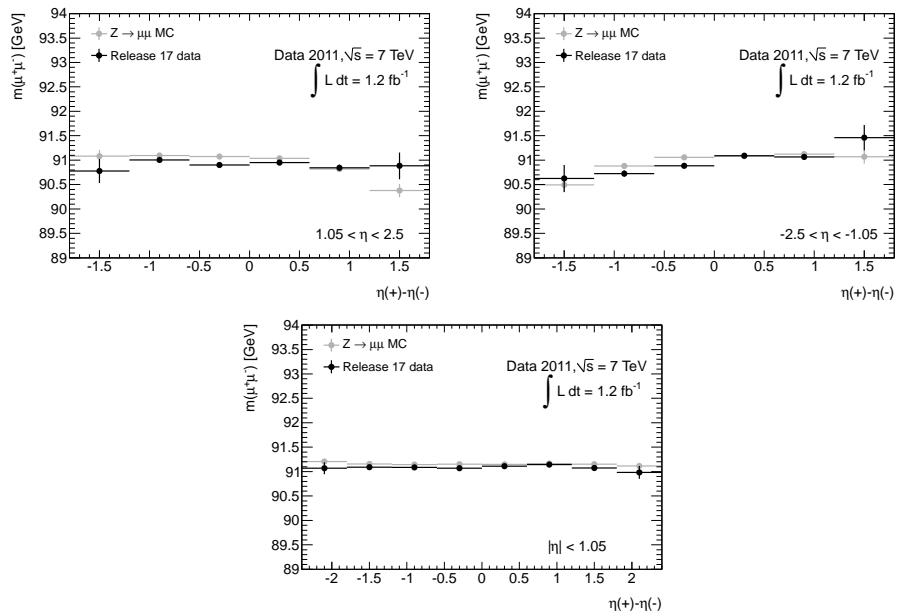 m(μ⁺μ⁻) [GeV]
94
93.5
93
92.5
92
91.5
91
90.5
90
89.5
89
Z → μμ MC
Release 17 data
Data 2011, √s = 7 TeV
∫ L dt = 1.2 fb⁻¹
1.05 < η < 2.5
-1.5 -1 -0.5 0 0.5 1 1.5
η(+)-η(-)
m(μ⁺μ⁻) [GeV]
94
93.5
93
92.5
92
91.5
91
90.5
90
89.5
89
Z → μμ MC
Release 17 data
Data 2011, √s = 7 TeV
∫ L dt = 1.2 fb⁻¹
-2.5 < η < -1.05
-1.5 -1 -0.5 0 0.5 1 1.5
η(+)-η(-)
m(μ⁺μ⁻) [GeV]
94
93.5
93
92.5
92
91.5
91
90.5
90
89.5
89
Z → μμ MC
Release 17 data
Data 2011, √s = 7 TeV
∫ L dt = 1.2 fb⁻¹
|η| < 1.05
-2 -1.5 -1 -0.5 0 0.5 1 1.5 2
η(+)-η(-)